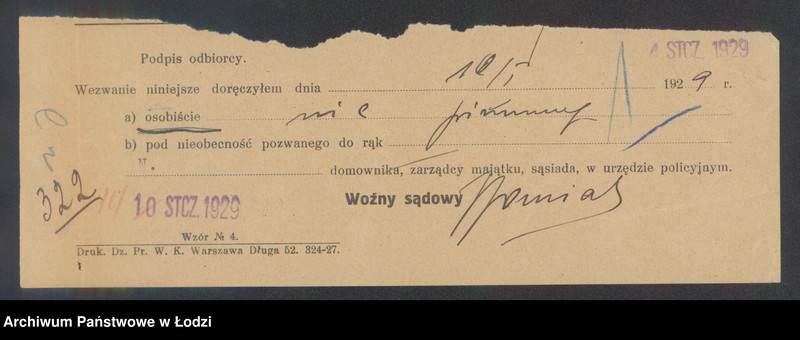 4 STCZ. 1929
Podpis odbiorcy.
Wezwanie niniejsze doręczyłem dnia 10/I 1929 r.
a) osobiście nie
b) pod nieobecność pozwanego do rąk
N. domownika, zarządcy majątku, sąsiada, w urzędzie policyjnym.
322
10 STCZ. 1929
Woźny sądowy
Wzór № 4.
Druk. Dz. Pr. W. K. Warszawa Długa 52. 324-27.
Archiwum Państwowe w Łodzi